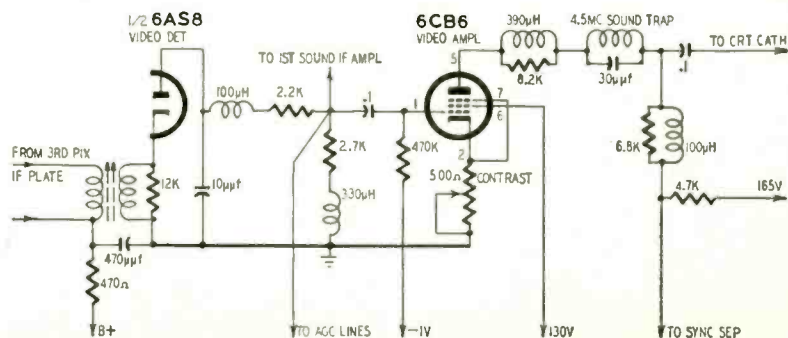 1/2 6AS8
VIDEO DET
6CB6
VIDEO AMPL
390μH
4.5MC SOUND TRAP
TO CRT CATH
TO 1ST SOUND IF AMPL
5
8.2K
30μμf
.1
100μH
2.2K
.1
1
7
6
FROM 3RD PIX
IF PLATE
12K
10μμf
2.7K
470K
2
500Ω
CONTRAST
6.8K
100μH
330μH
4.7K
165V
470μμf
470Ω
B+
TO AGC LINES
-1V
130V
TO SYNC SEP